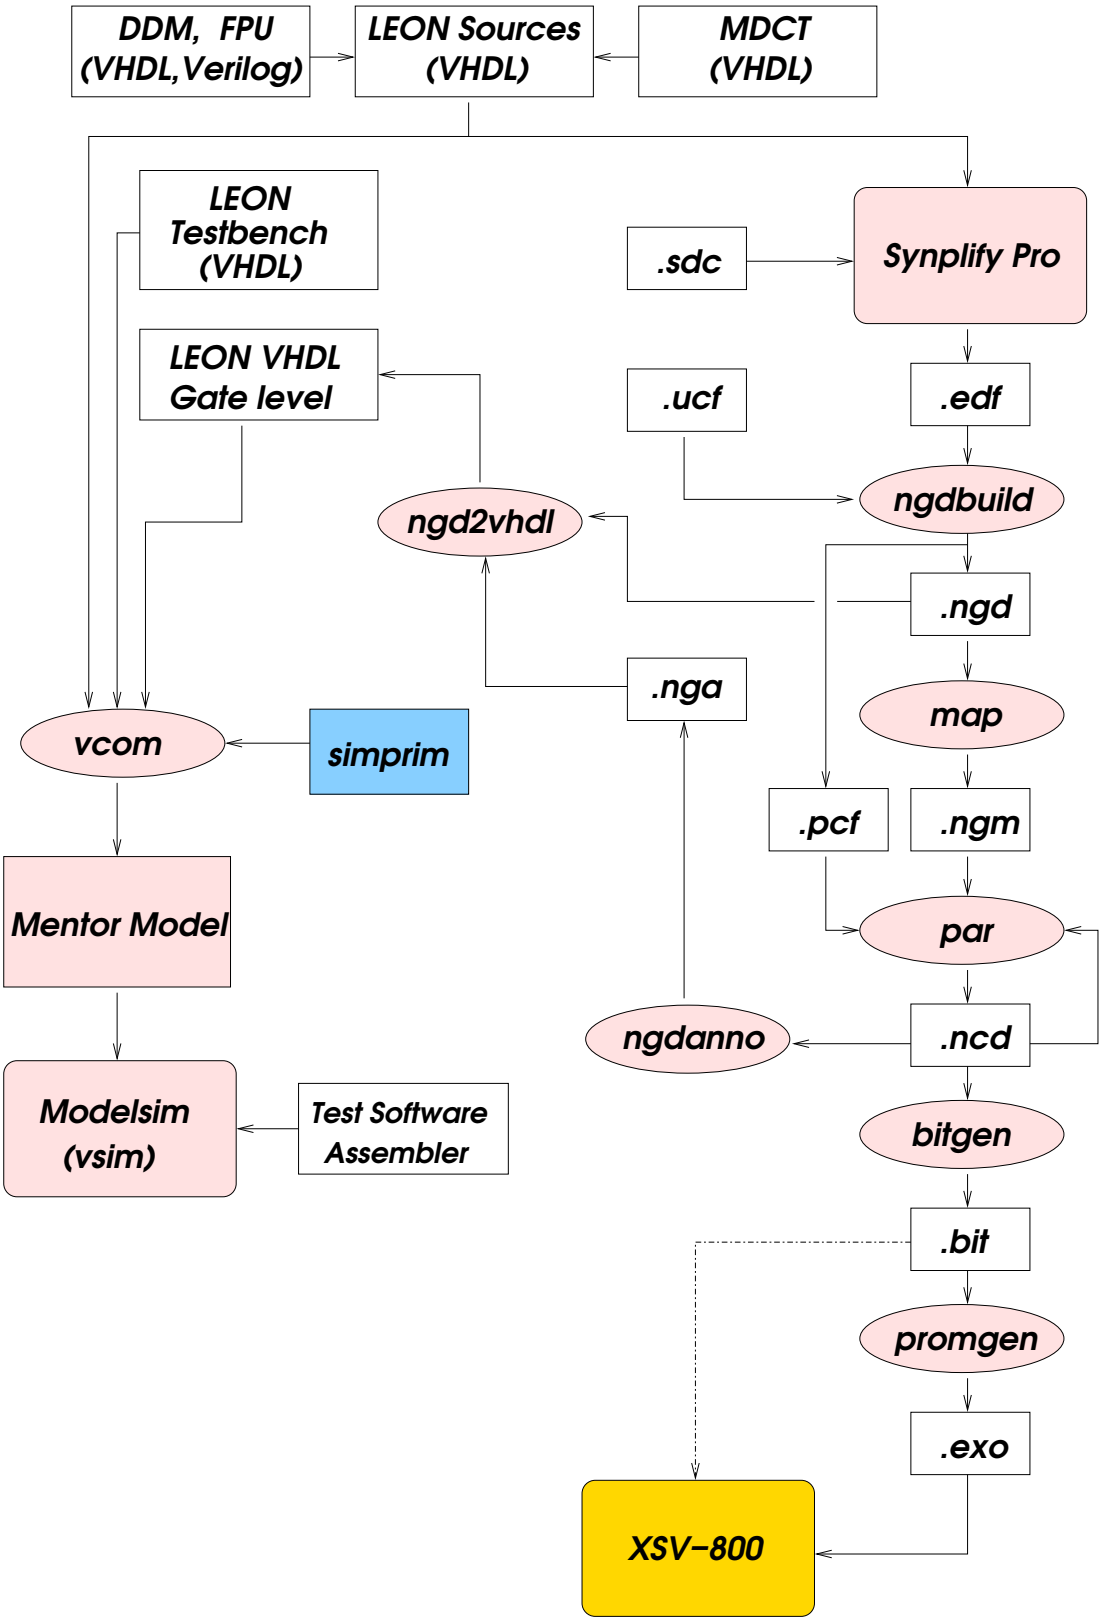 DDM, FPU
(VHDL,Verilog)
LEON Sources
(VHDL)
MDCT
(VHDL)
LEON
Testbench
(VHDL)
.sdc
Synplify Pro
LEON VHDL
Gate level
.ucf
.edf
ngdbuild
ngd2vhdl
.ngd
.nga
map
vcom
simprim
.pcf
.ngm
Mentor Model
par
ngdanno
.ncd
Modelsim
(vsim)
Test Software
Assembler
bitgen
.bit
promgen
.exo
XSV−800